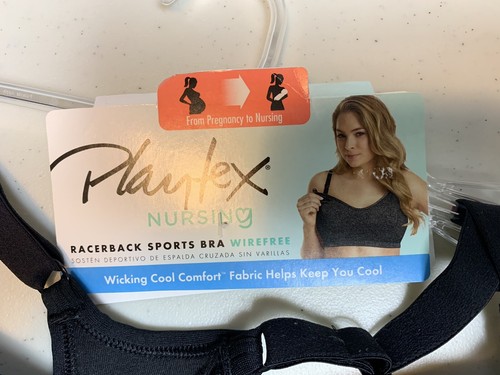 From Pregnancy to Nursing
Playtex®
NURSING
RACERBACK SPORTS BRA WIREFREE
SOSTÉN DEPORTIVO DE ESPALDA CRUZADA SIN VARILLAS
Wicking Cool Comfort™ Fabric Helps Keep You Cool